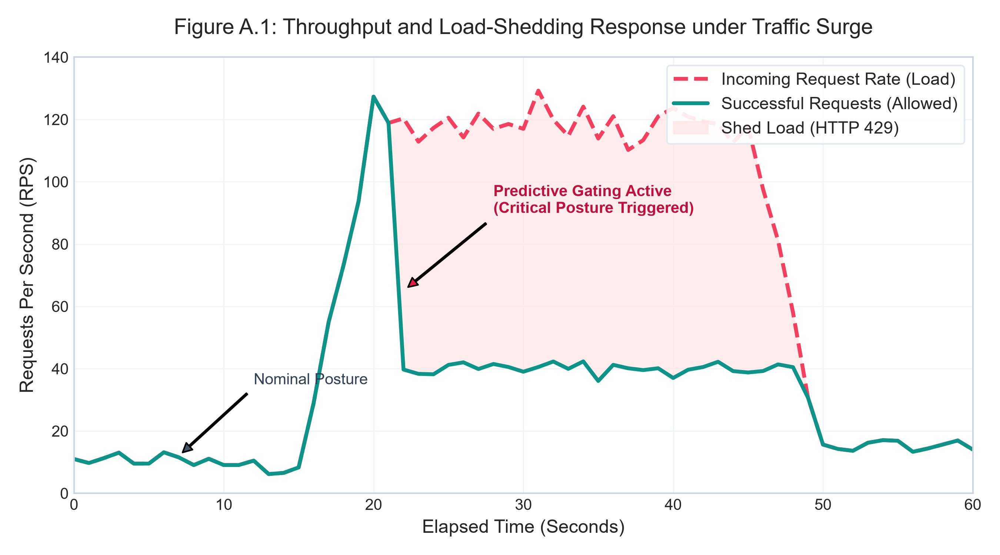 Figure A.1: Throughput and Load-Shedding Response under Traffic Surge
140
120
100
80
60
40
20
0
Requests Per Second (RPS)
Incoming Request Rate (Load)
Successful Requests (Allowed)
Shed Load (HTTP 429)
Predictive Gating Active
(Critical Posture Triggered)
Nominal Posture
0 10 20 30 40 50 60
Elapsed Time (Seconds)